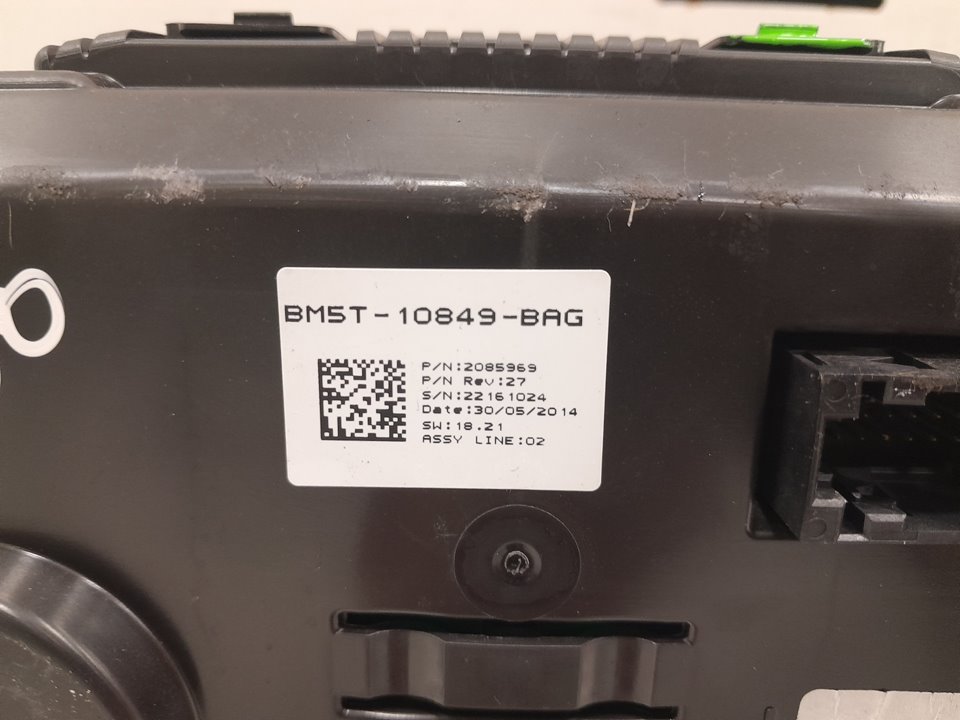 BM5T-10849-BAG
P/N:2085969
P/N Rev:27
S/N:22161024
Date:30/05/2014
SW:18.21
ASSY LINE:02